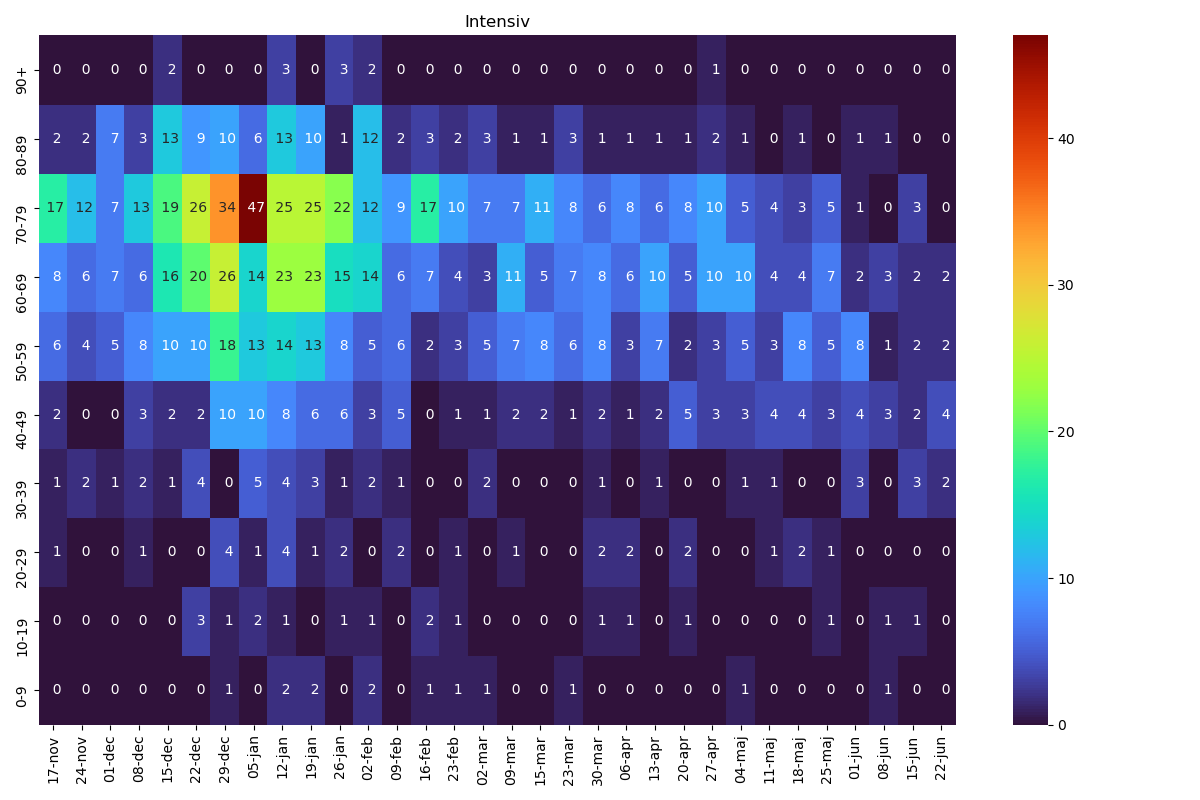 Intensiv
90+ 0 0 0 0 2 0 0 0 3 0 3 2 0 0 0 0 0 0 0 0 0 0 0 1 0 0 0 0 0 0 0 0
80-89 2 2 7 3 13 9 10 6 13 10 1 12 2 3 2 3 1 1 3 1 1 1 1 2 1 0 1 0 1 1 0 0
70-79 17 12 7 13 19 26 34 47 25 25 22 12 9 17 10 7 7 11 8 6 8 6 8 10 5 4 3 5 1 0 3 0
60-69 8 6 7 6 16 20 26 14 23 23 15 14 6 7 4 3 11 5 7 8 6 10 5 10 10 4 4 7 2 3 2 2
50-59 6 4 5 8 10 10 18 13 14 13 8 5 6 2 3 5 7 8 6 8 3 7 2 3 5 3 8 5 8 1 2 2
40-49 2 0 0 3 2 2 10 10 8 6 6 3 5 0 1 1 2 2 1 2 1 2 5 3 3 4 4 3 4 3 2 4
30-39 1 2 1 2 1 4 0 5 4 3 1 2 1 0 0 2 0 0 0 1 0 1 0 0 1 1 0 0 3 0 3 2
20-29 1 0 0 1 0 0 4 1 4 1 2 0 2 0 1 0 1 0 0 2 2 0 2 0 0 1 2 1 0 0 0 0
10-19 0 0 0 0 0 3 1 2 1 0 1 1 0 2 1 0 0 0 0 1 1 0 1 0 0 0 0 1 0 1 1 0
0-9 0 0 0 0 0 0 1 0 2 2 0 2 0 1 1 1 0 0 1 0 0 0 0 0 1 0 0 0 0 1 0 0
17-nov 24-nov 01-dec 08-dec 15-dec 22-dec 29-dec 05-jan 12-jan 19-jan 26-jan 02-feb 09-feb 16-feb 23-feb 02-mar 09-mar 15-mar 23-mar 30-mar 06-apr 13-apr 20-apr 27-apr 04-maj 11-maj 18-maj 25-maj 01-jun 08-jun 15-jun 22-jun
40
30
20
10
0